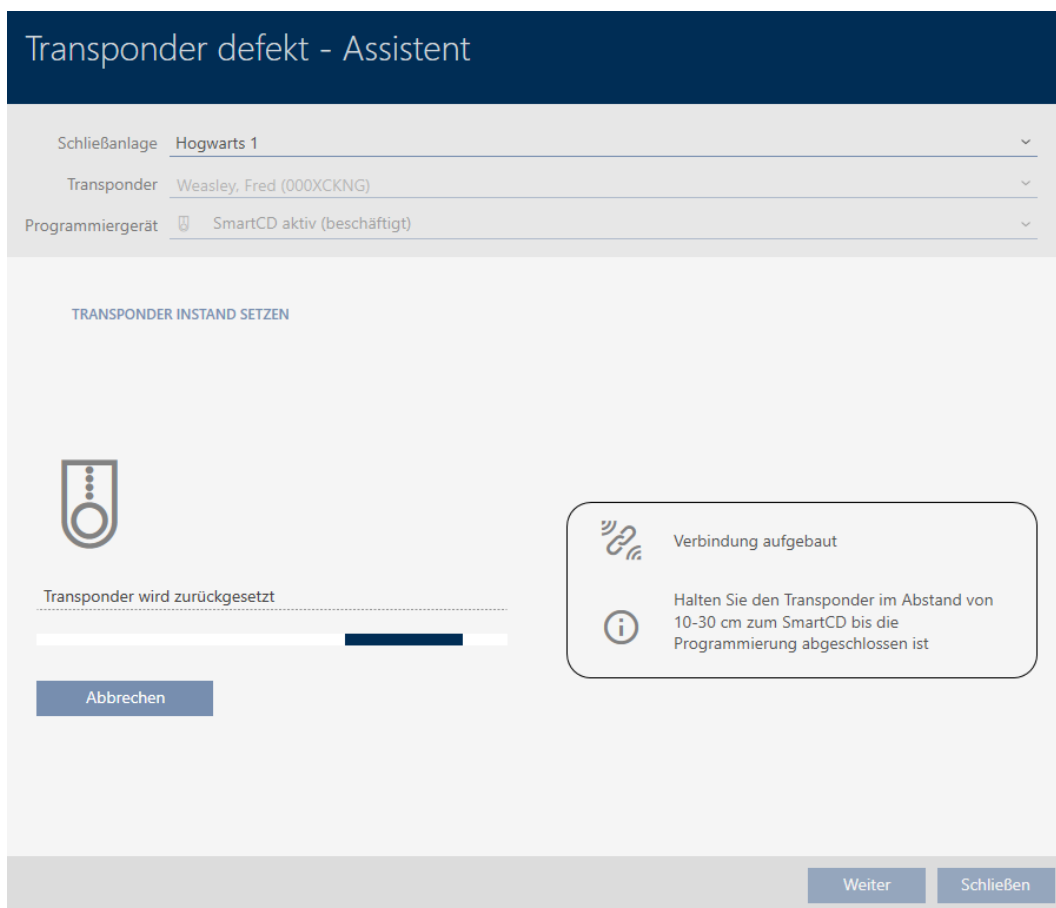 Transponder defekt - Assistent
Schließanlage Hogwarts 1
Transponder Weasley, Fred (000XCKNG)
Programmiergerät SmartCD aktiv (beschäftigt)
TRANSPONDER INSTAND SETZEN
Transponder wird zurückgesetzt
Abbrechen
Verbindung aufgebaut
Halten Sie den Transponder im Abstand von
10-30 cm zum SmartCD bis die
Programmierung abgeschlossen ist
Weiter Schließen